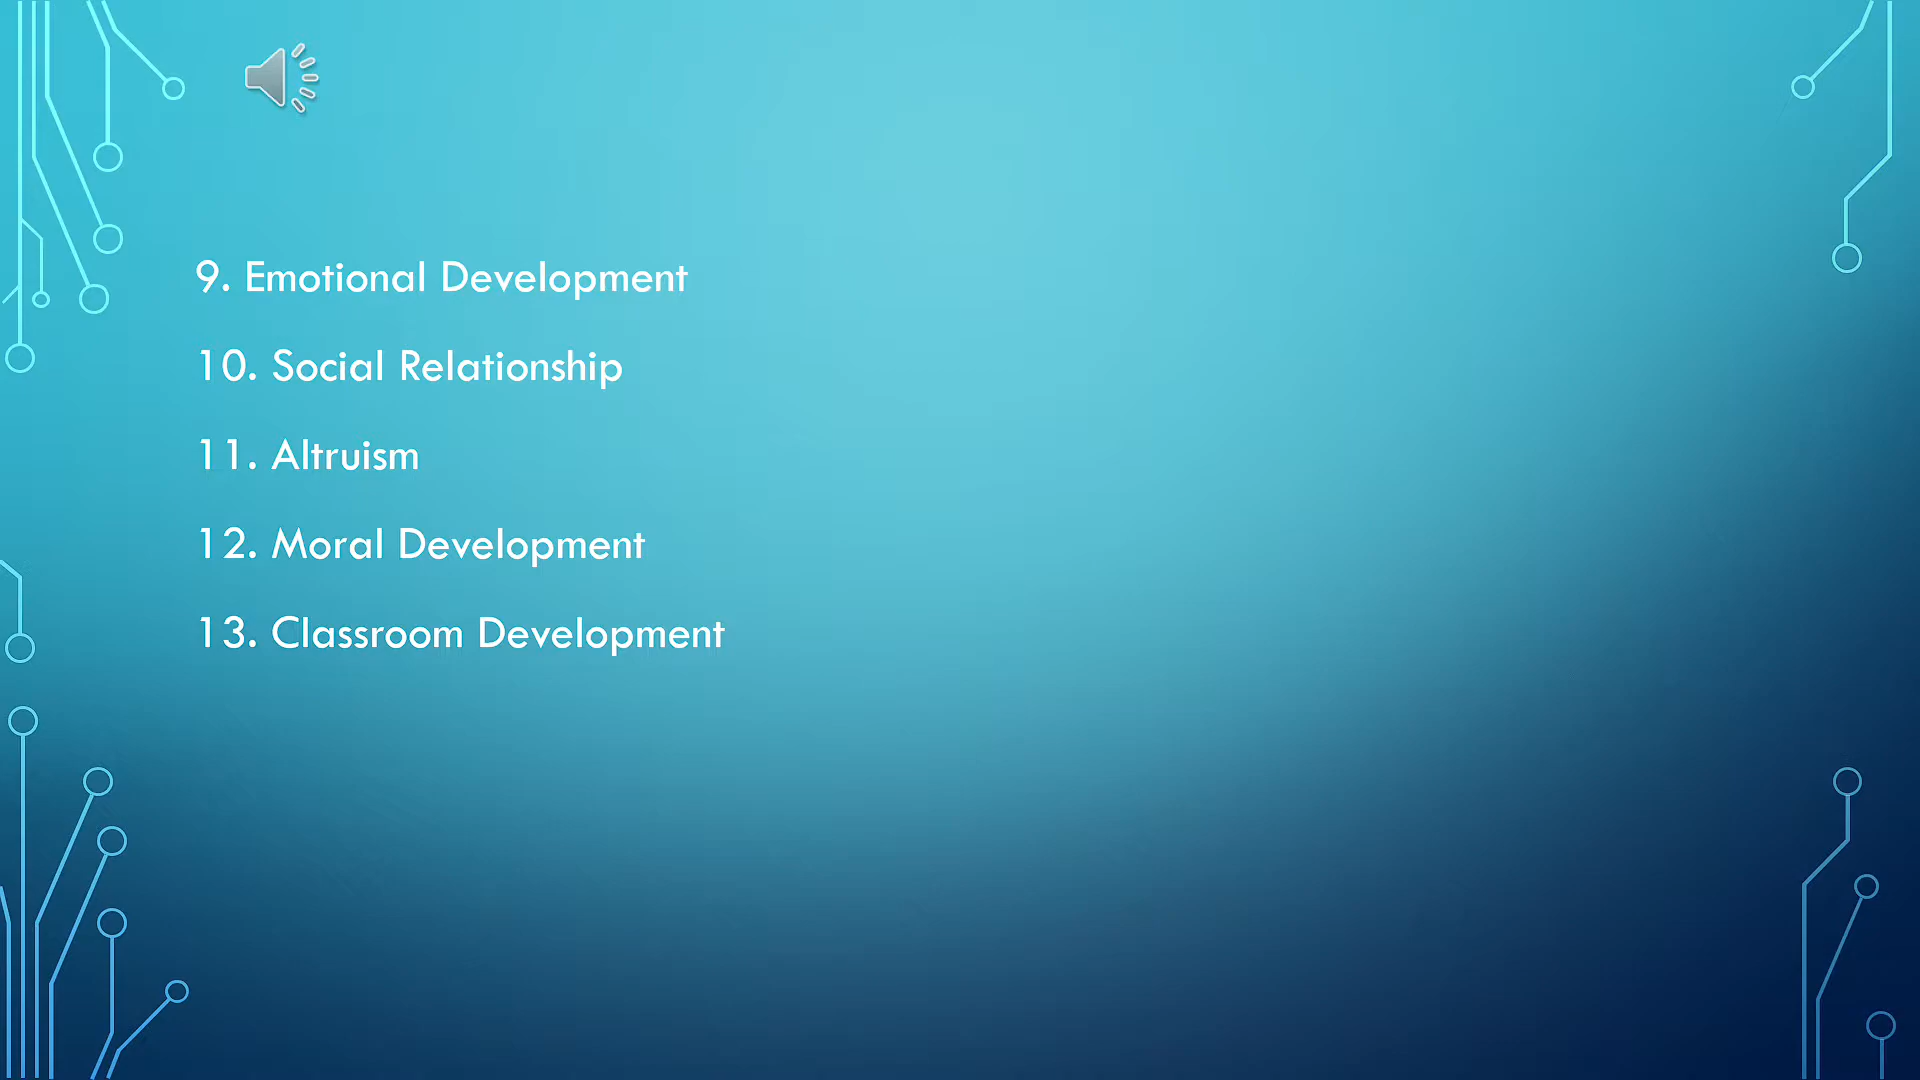 9. Emotional Development
10. Social Relationship
11. Altruism
12. Moral Development
13. Classroom Development